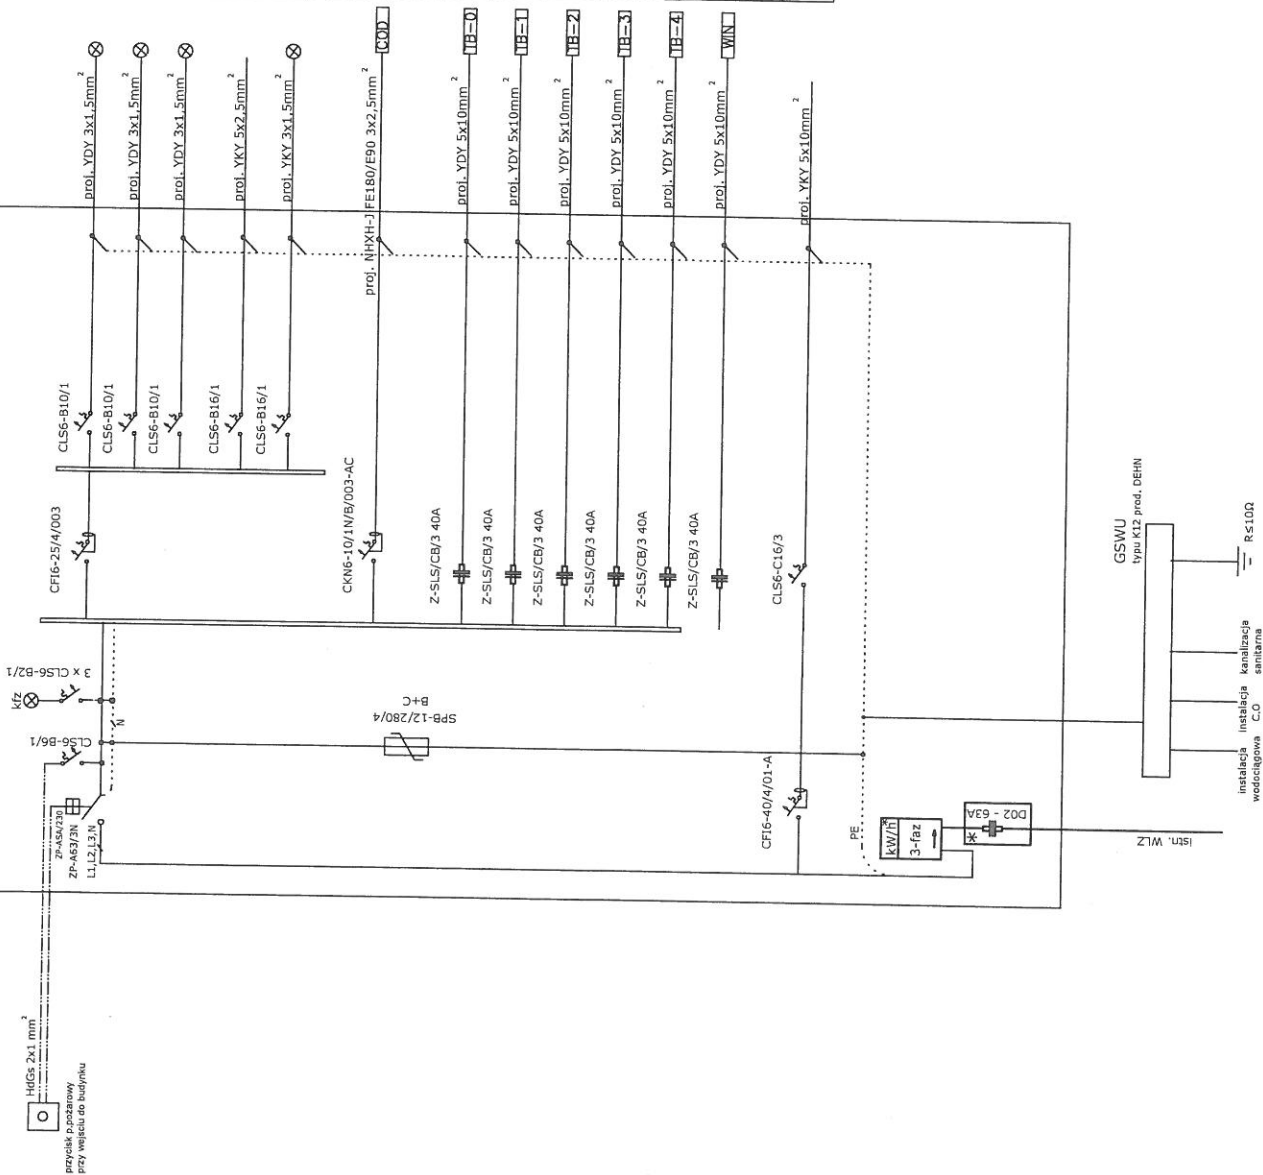 COD
TB-0
TB-1
TB-2
TB-3
TB-4
WIN
proj. YDY 3x1,5mm²
proj. YDY 3x1,5mm²
proj. YDY 3x1,5mm²
proj. YKY 5x2,5mm²
proj. YKY 3x1,5mm²
proj. NHXH-J FE180/E90 3x2,5mm²
proj. YDY 5x10mm²
proj. YDY 5x10mm²
proj. YDY 5x10mm²
proj. YDY 5x10mm²
proj. YDY 5x10mm²
proj. YDY 5x10mm²
proj. YKY 5x10mm²
CLS6-B10/1
CLS6-B10/1
CLS6-B10/1
CLS6-B16/1
CLS6-B16/1
CFI6-25/4/003
CKN6-10/1N/B/003-AC
Z-SLS/CB/3 40A
Z-SLS/CB/3 40A
Z-SLS/CB/3 40A
Z-SLS/CB/3 40A
Z-SLS/CB/3 40A
Z-SLS/CB/3 40A
CLS6-C16/3
GSWU
typu K12 prod. DEHN
R≤10Ω
kfz
3 x CLS6-B2/1
N
CLS6-B6/1
SPB-12/280/4
B+C
ZP-ASA/230
ZP-A63/3N
L1,L2,L3,N
CFI6-40/4/01-A
PE
kW/h
*
3-faz
*
D02 - 63A
istn. WLZ
instalacja
wodociągowa
instalacja
C.O
kanalizacja
sanitarna
HdGs 2x1 mm²
przycisk p.pożarowy
przy wejściu do budynku